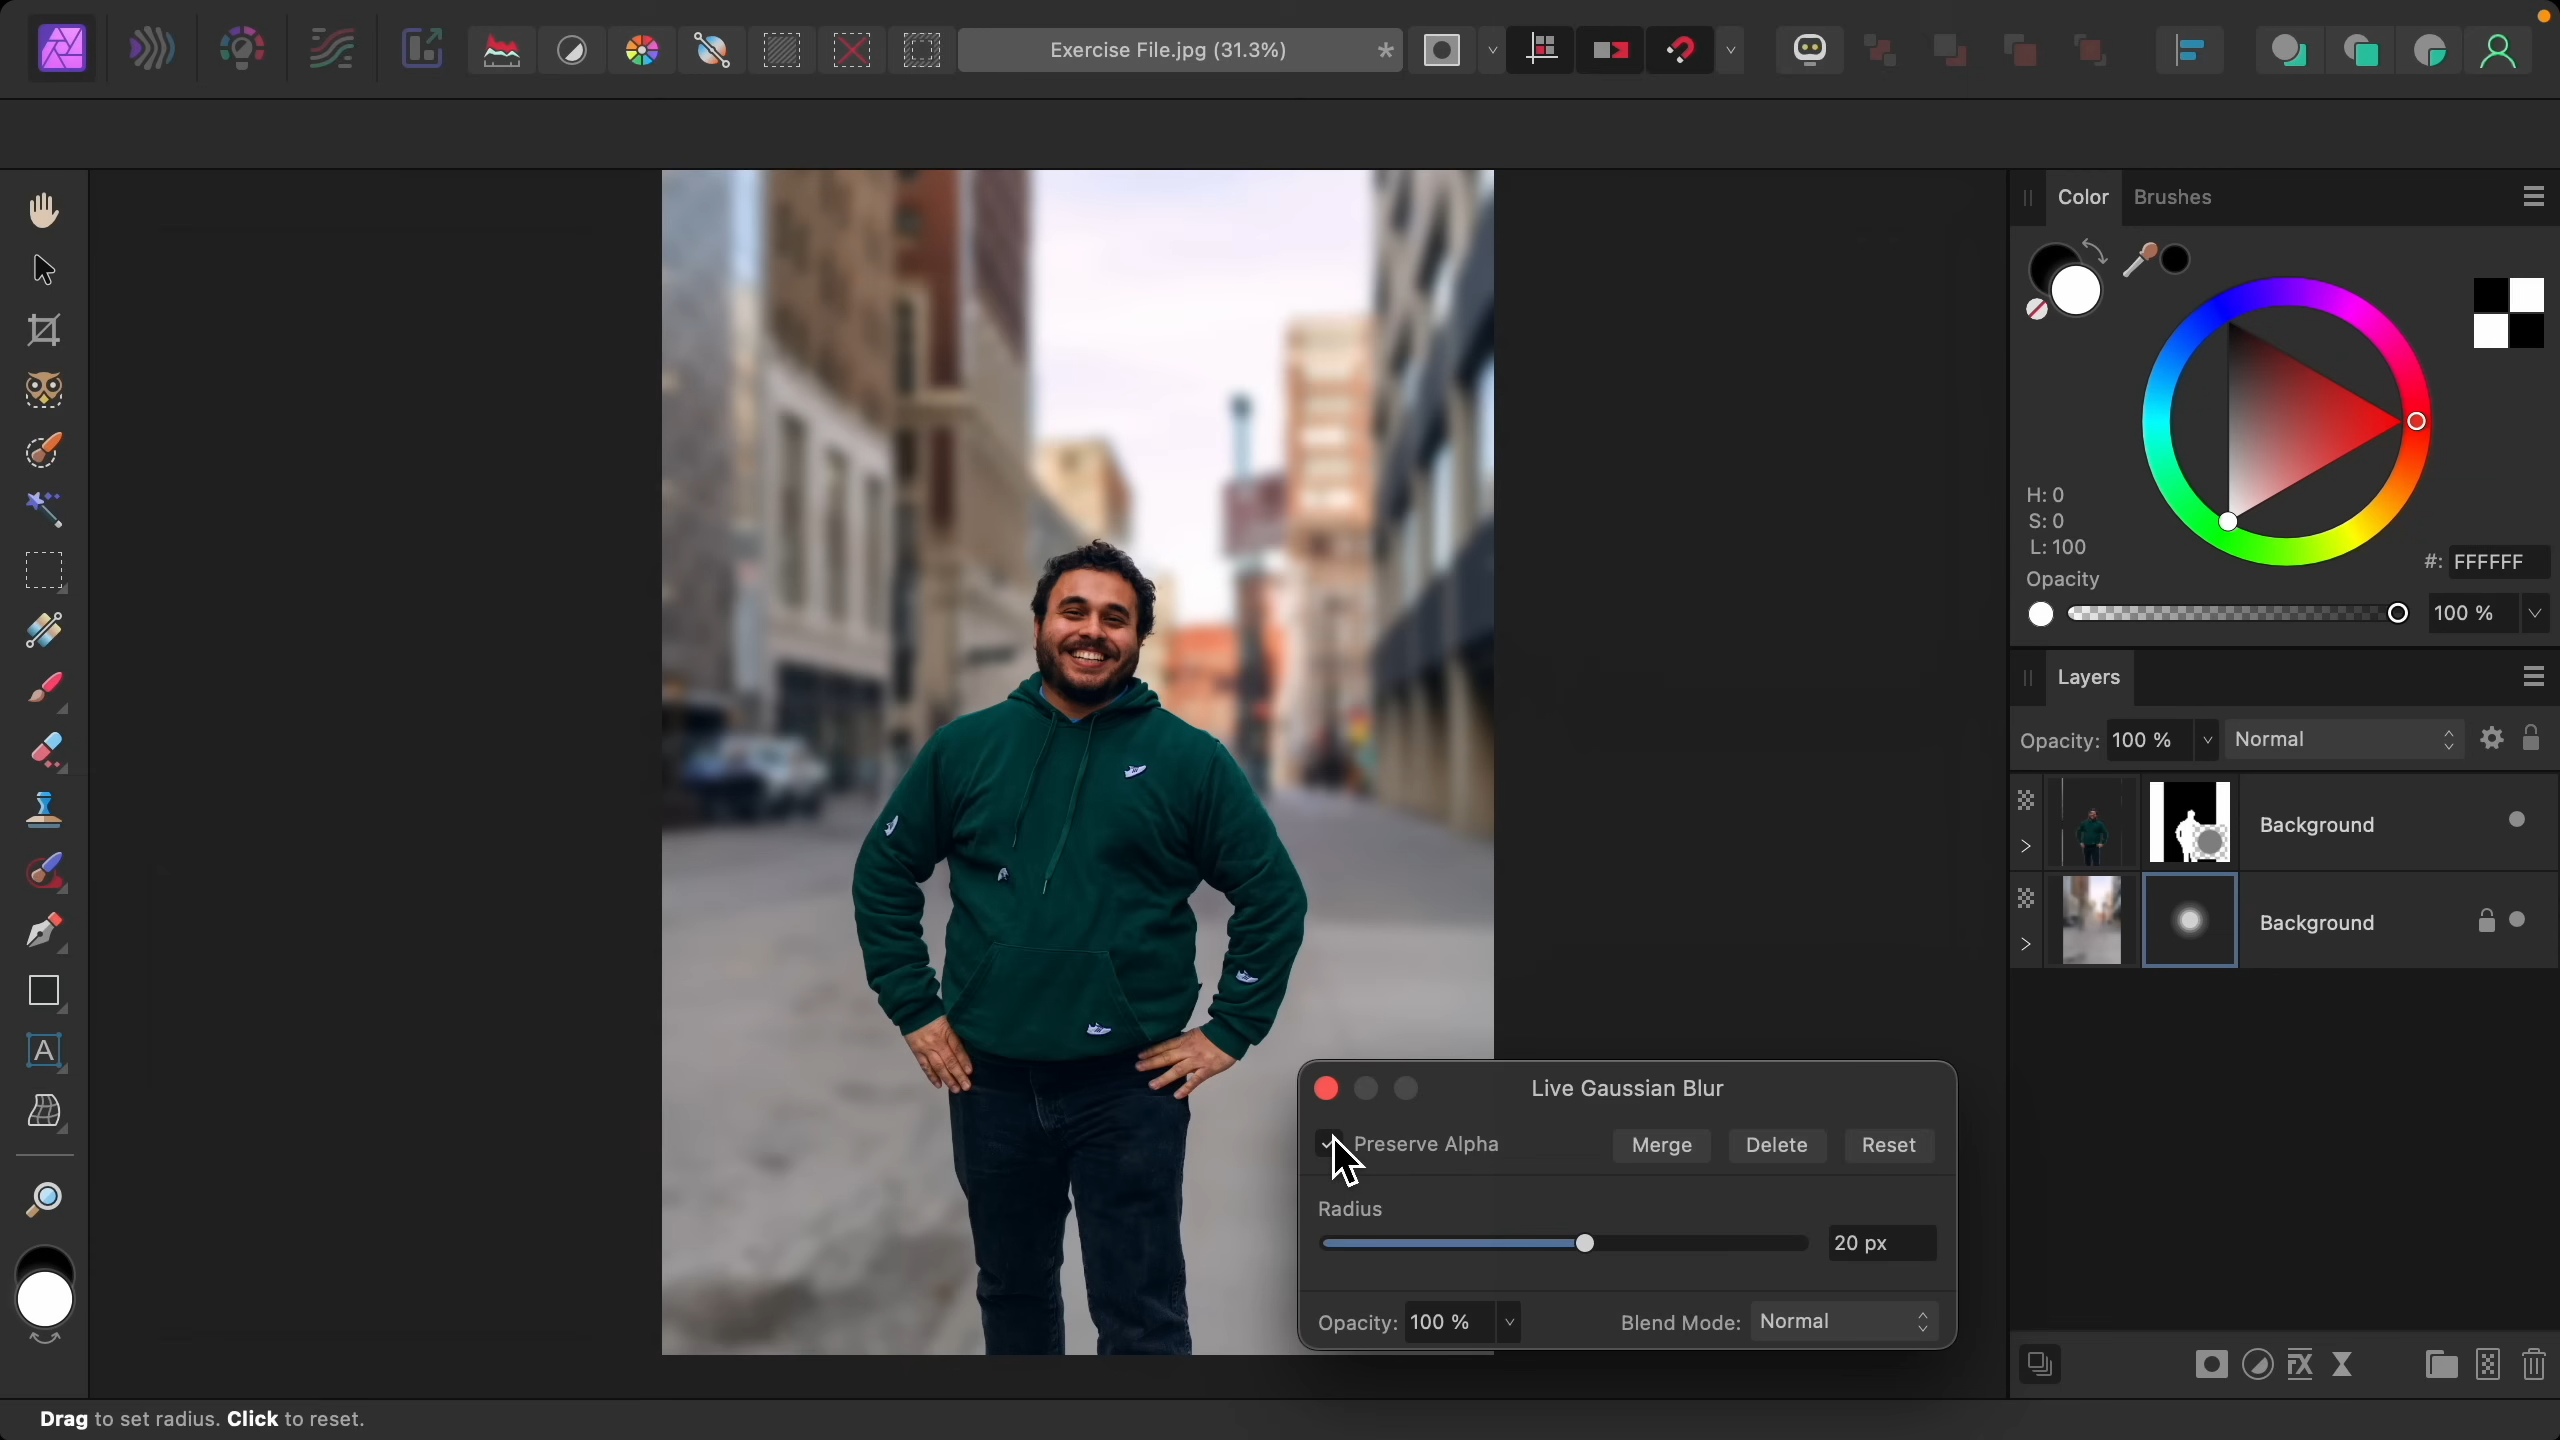 Exercise File.jpg (31.3%)
*
Color
Brushes
H: 0
S: 0
L: 100
#: FFFFFF
Opacity
100 %
Layers
Opacity: 100 %
Normal
Background
Background
Live Gaussian Blur
Preserve Alpha
Merge
Delete
Reset
Radius
20 px
Opacity: 100 %
Blend Mode: Normal
Drag to set radius. Click to reset.